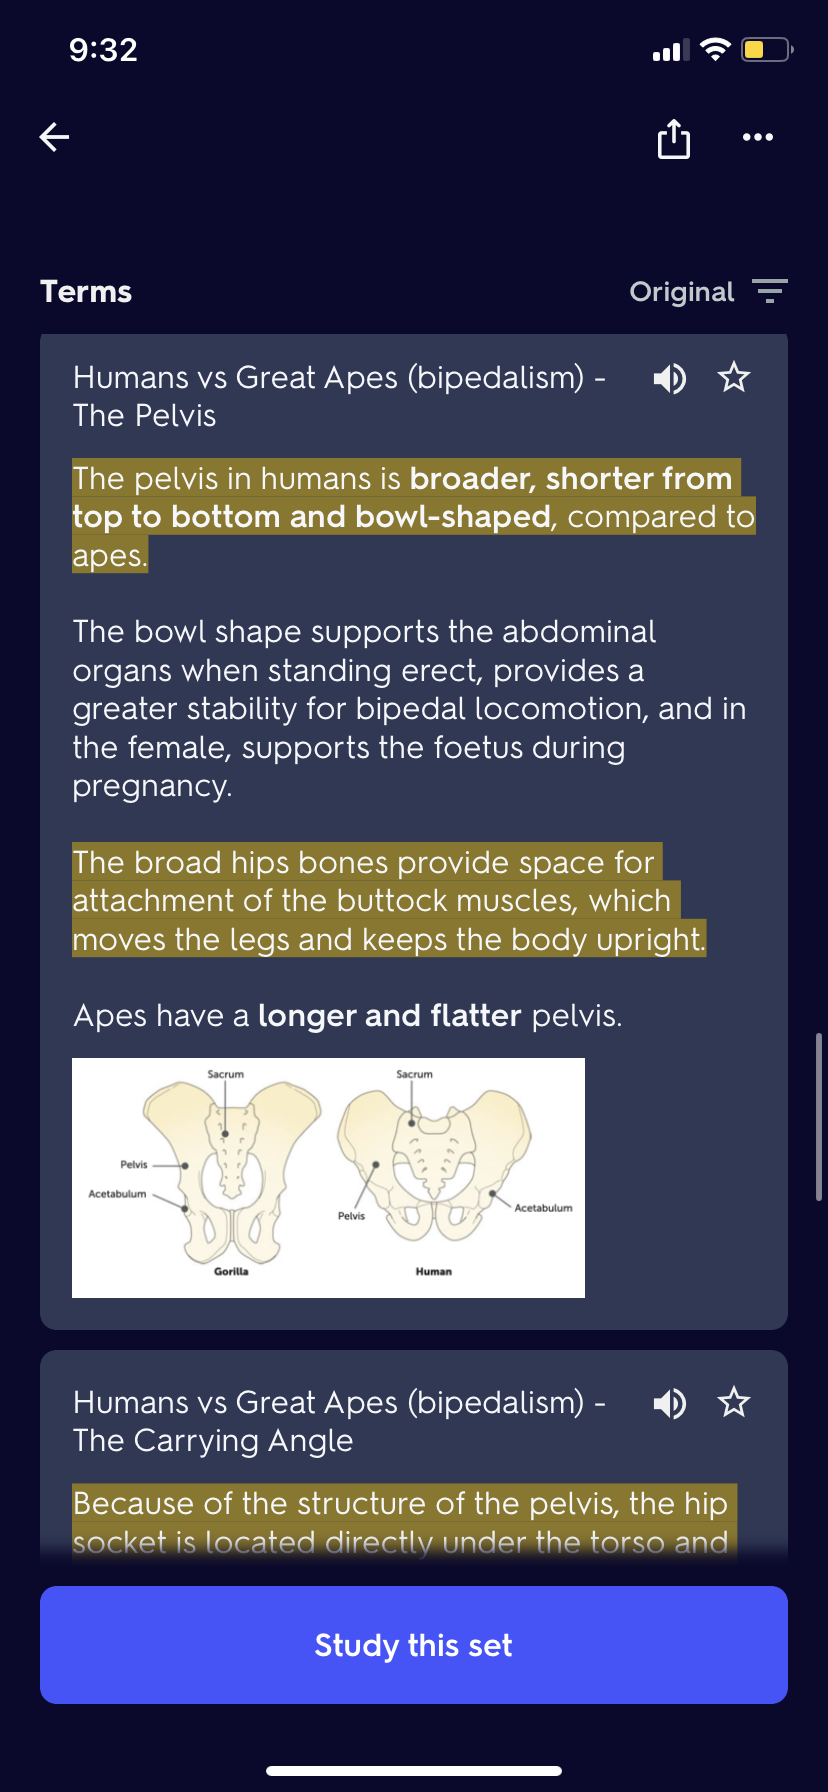 9:32
Terms
Original
Humans vs Great Apes (bipedalism) -
The Pelvis
The pelvis in humans is broader, shorter from
top to bottom and bowl-shaped, compared to
apes.
The bowl shape supports the abdominal
organs when standing erect, provides a
greater stability for bipedal locomotion, and in
the female, supports the foetus during
pregnancy.
The broad hips bones provide space for
attachment of the buttock muscles, which
moves the legs and keeps the body upright.
Apes have a longer and flatter pelvis.
Sacrum
Pelvis
Acetabulum
Gorilla
Sacrum
Pelvis
Acetabulum
Human
Humans vs Great Apes (bipedalism) -
The Carrying Angle
Because of the structure of the pelvis, the hip
socket is located directly under the torso and
Study this set